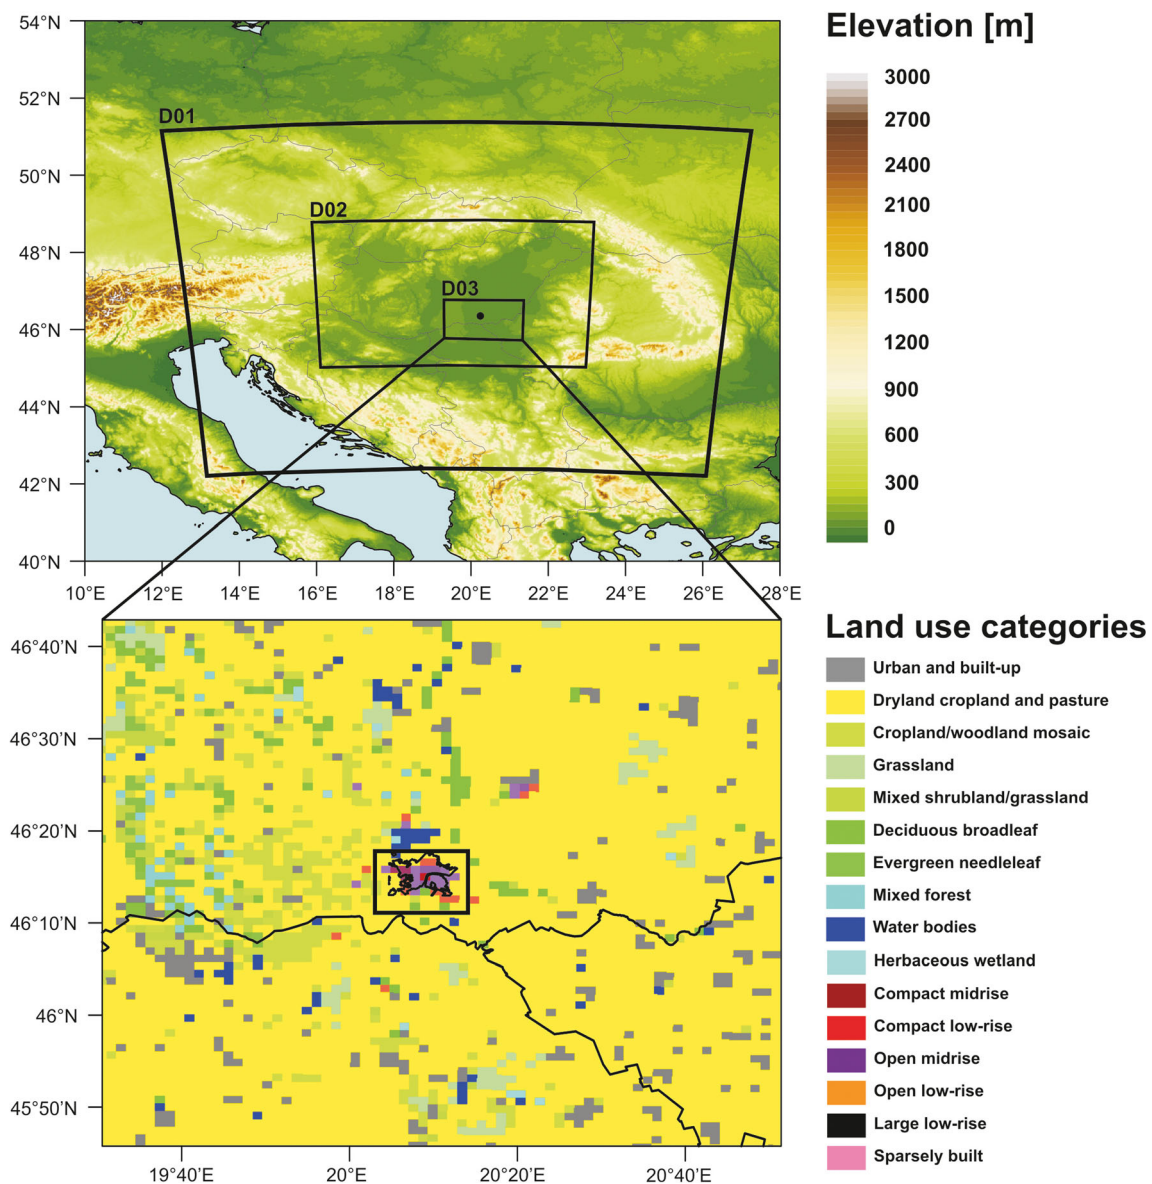 Elevation [m]
54°N
52°N
50°N
48°N
46°N
44°N
42°N
40°N
D01
D02
D03
10°E 12°E 14°E 16°E 18°E 20°E 22°E 24°E 26°E 28°E
3000
2700
2400
2100
1800
1500
1200
900
600
300
0
46°40'N
46°30'N
46°20'N
46°10'N
46°N
45°50'N
19°40'E 20°E 20°20'E 20°40'E
Land use categories
Urban and built-up
Dryland cropland and pasture
Cropland/woodland mosaic
Grassland
Mixed shrubland/grassland
Deciduous broadleaf
Evergreen needleleaf
Mixed forest
Water bodies
Herbaceous wetland
Compact midrise
Compact low-rise
Open midrise
Open low-rise
Large low-rise
Sparsely built